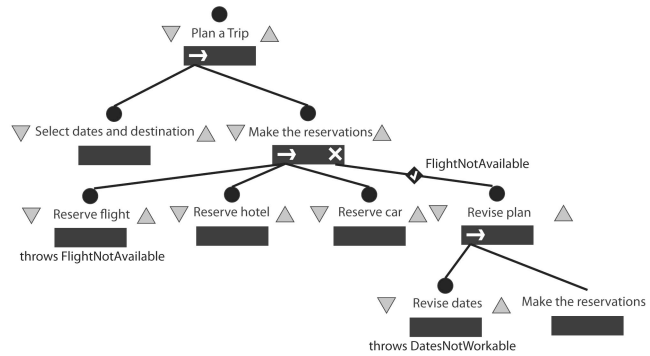 Plan a Trip
Select dates and destination
Make the reservations
FlightNotAvailable
Reserve flight
Reserve hotel
Reserve car
Revise plan
throws FlightNotAvailable
Revise dates
Make the reservations
throws DatesNotWorkable